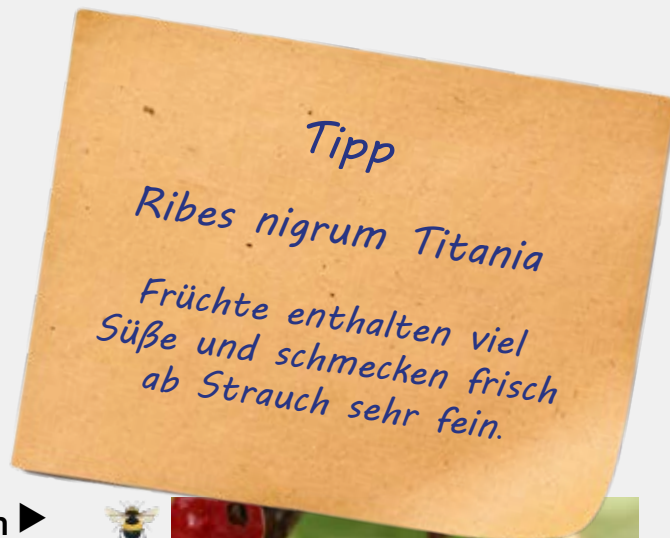 Tipp
Ribes nigrum Titania
Früchte enthalten viel
Süße und schmecken frisch
ab Strauch sehr fein.